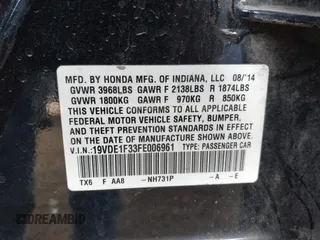 MFD. BY HONDA MFG. OF INDIANA, LLC 08/14
GVWR 3968LBS GAWR F 2138LBS R 1874LBS
GVWR 1800KG GAWR F 970KG R 850KG
THIS VEHICLE CONFORMS TO ALL APPLICABLE
FEDERAL MOTOR VEHICLE SAFETY, BUMPER, AND
THEFT PREVENTION STANDARDS IN EFFECT ON THE
DATE OF MANUFACTURE SHOWN ABOVE.
V.I.N.:19VDE1F33FE006961 TYPE: PASSENGER CAR
TX6 F AA8 -NH731P -A -E
DREAMBID